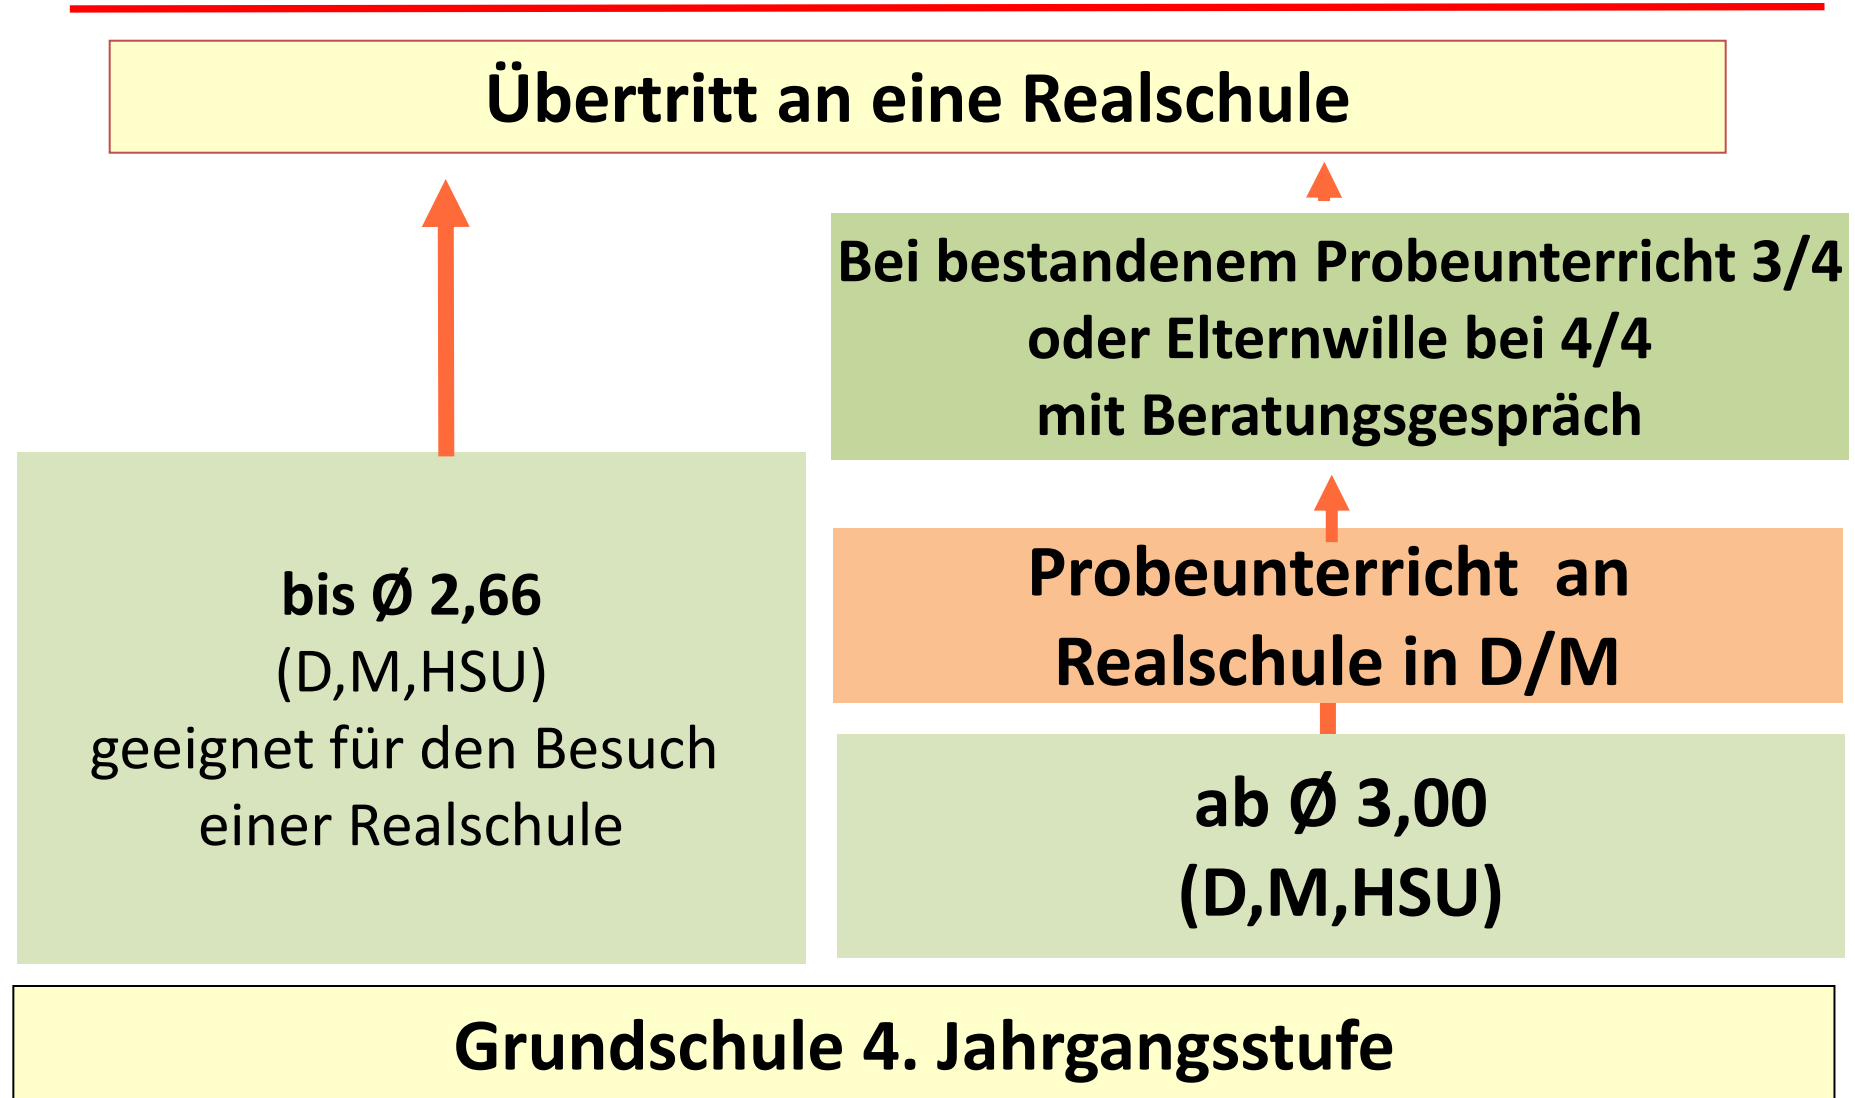 Übertritt an eine Realschule
Bei bestandenem Probeunterricht 3/4
oder Elternwille bei 4/4
mit Beratungsgespräch
bis Ø 2,66
(D,M,HSU)
geeignet für den Besuch
einer Realschule
Probeunterricht  an
Realschule in D/M
ab Ø 3,00
(D,M,HSU)
Grundschule 4. Jahrgangsstufe